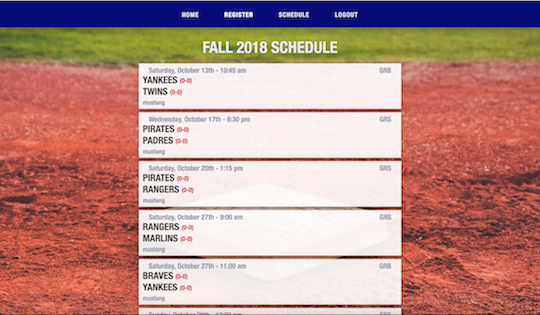 HOME REGISTER SCHEDULE LOGOUT
FALL 2018 SCHEDULE
Saturday, October 13th - 10:45 am GRB
YANKEES (0-0)
TWINS (0-0)
mustang
Wednesday, October 17th - 6:30 pm GRS
PIRATES (0-0)
PADRES (0-0)
mustang
Saturday, October 20th - 1:15 pm GRS
PIRATES (0-0)
RANGERS (0-0)
mustang
Saturday, October 27th - 9:00 am GRS
RANGERS (0-0)
MARLINS (0-0)
mustang
Saturday, October 27th - 11:00 am GRB
BRAVES (0-0)
YANKEES (0-0)
mustang